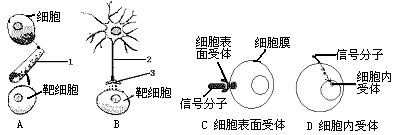 细胞
1
靶细胞
A
2
3
靶细胞
B
细胞表
面受体
细胞膜
信号分子
C 细胞表面受体
信号分子
细胞内
受体
D 细胞内受体